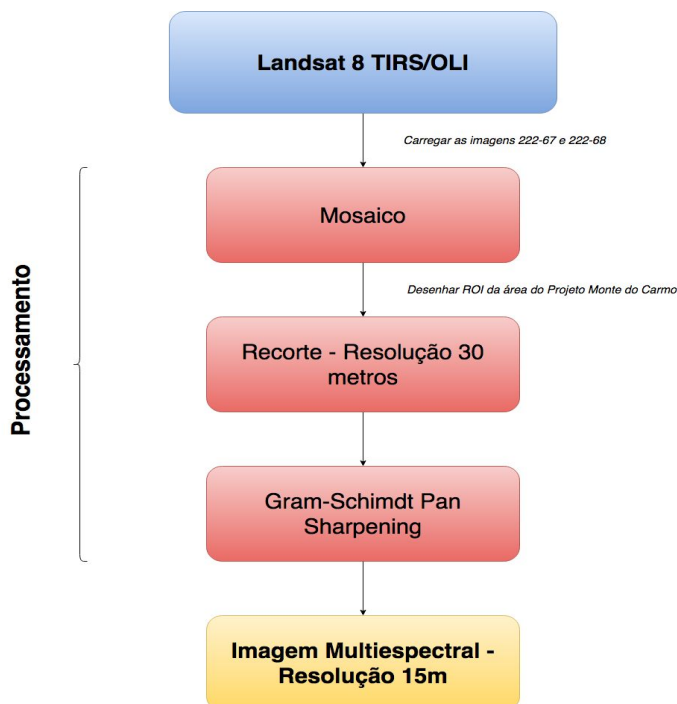 Landsat 8 TIRS/OLI
Carregar as imagens 222-67 e 222-68
Mosaico
Desenhar ROI da área do Projeto Monte do Carmo
Processamento
Recorte - Resolução 30
metros
Gram-Schimdt Pan
Sharpening
Imagem Multiespectral -
Resolução 15m